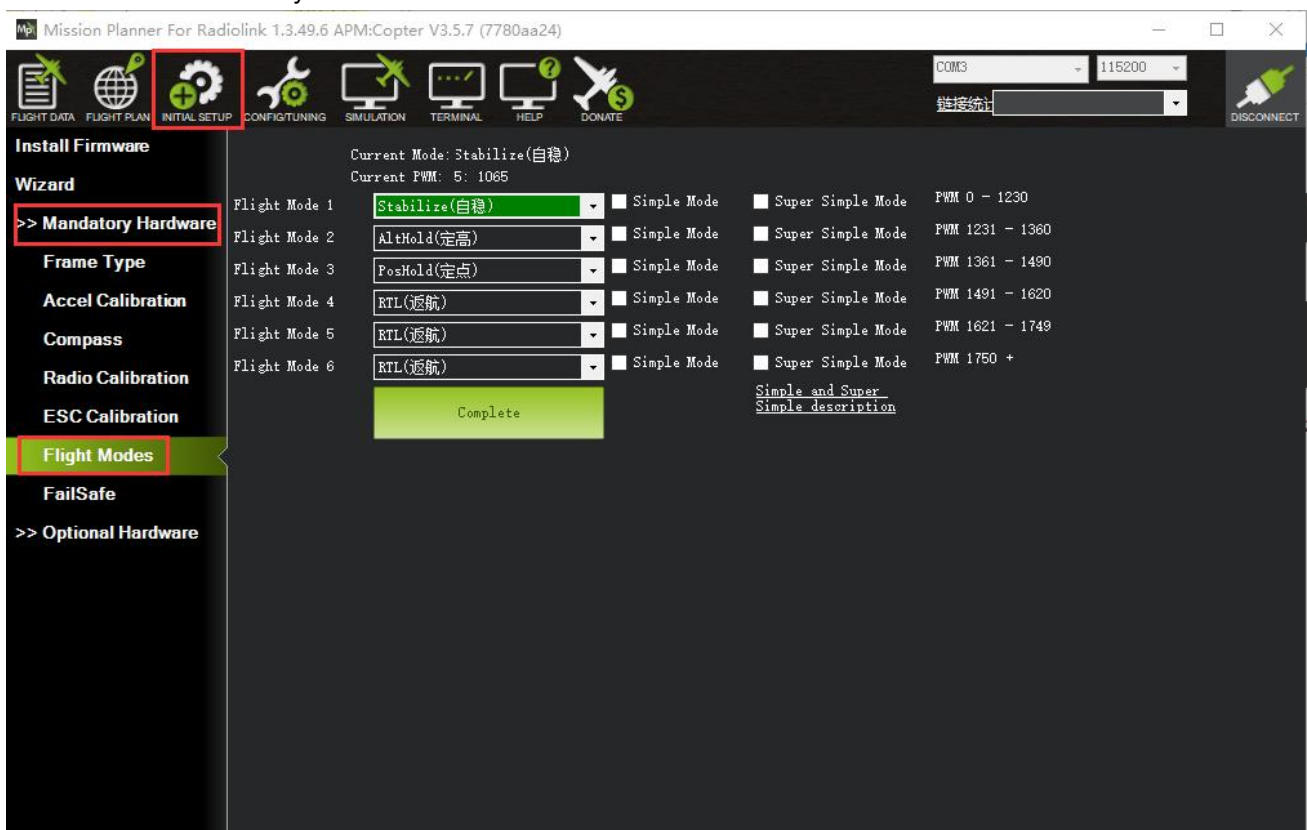 Mission Planner For Radiolink 1.3.49.6 APM:Copter V3.5.7 (7780aa24)
FLIGHT DATA FLIGHT PLAN INITIAL SETUP CONFIG/TUNING SIMULATION TERMINAL HELP DONATE
COM3 115200
链接统计
DISCONNECT
Install Firmware
Wizard
>> Mandatory Hardware
Frame Type
Accel Calibration
Compass
Radio Calibration
ESC Calibration
Flight Modes
FailSafe
>> Optional Hardware
Current Mode: Stabilize(自稳)
Current PWM: 5: 1065
Flight Mode 1 Stabilize(自稳) Simple Mode Super Simple Mode PWM 0 - 1230
Flight Mode 2 AltHold(定高) Simple Mode Super Simple Mode PWM 1231 - 1360
Flight Mode 3 PosHold(定点) Simple Mode Super Simple Mode PWM 1361 - 1490
Flight Mode 4 RTL(返航) Simple Mode Super Simple Mode PWM 1491 - 1620
Flight Mode 5 RTL(返航) Simple Mode Super Simple Mode PWM 1621 - 1749
Flight Mode 6 RTL(返航) Simple Mode Super Simple Mode PWM 1750 +
Complete
Simple and Super
Simple description